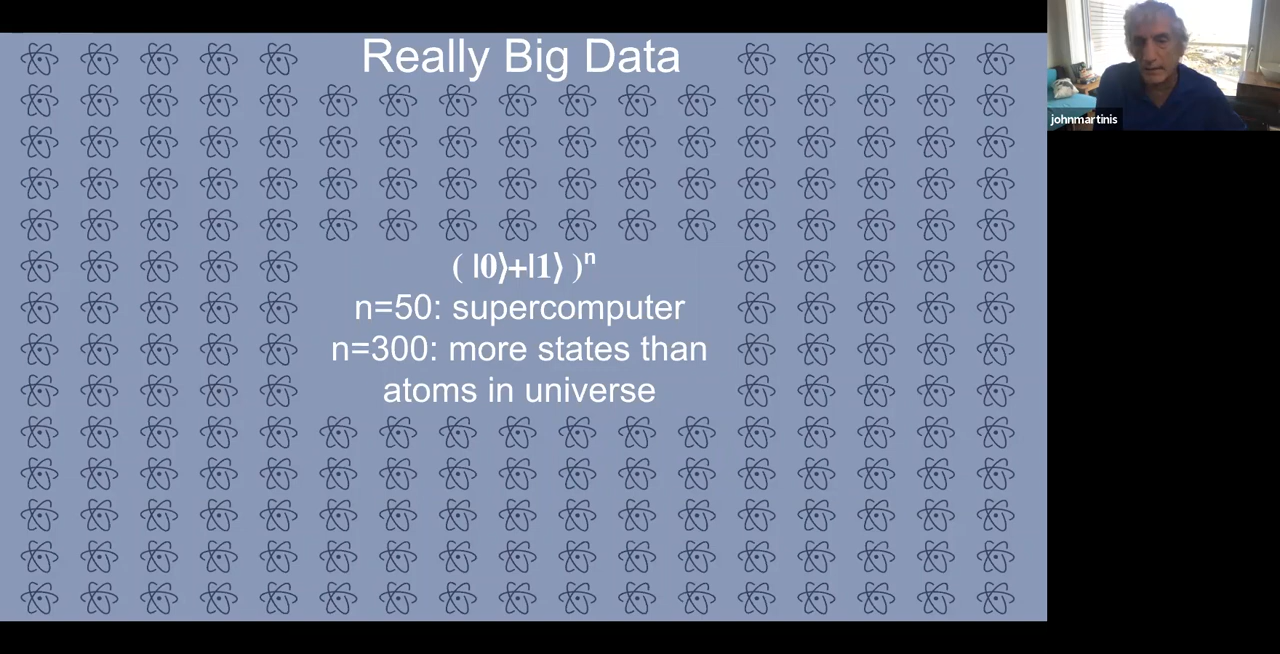 Really Big Data
( |0⟩+|1⟩ )ⁿ
n=50: supercomputer
n=300: more states than
atoms in universe
johnmartinis